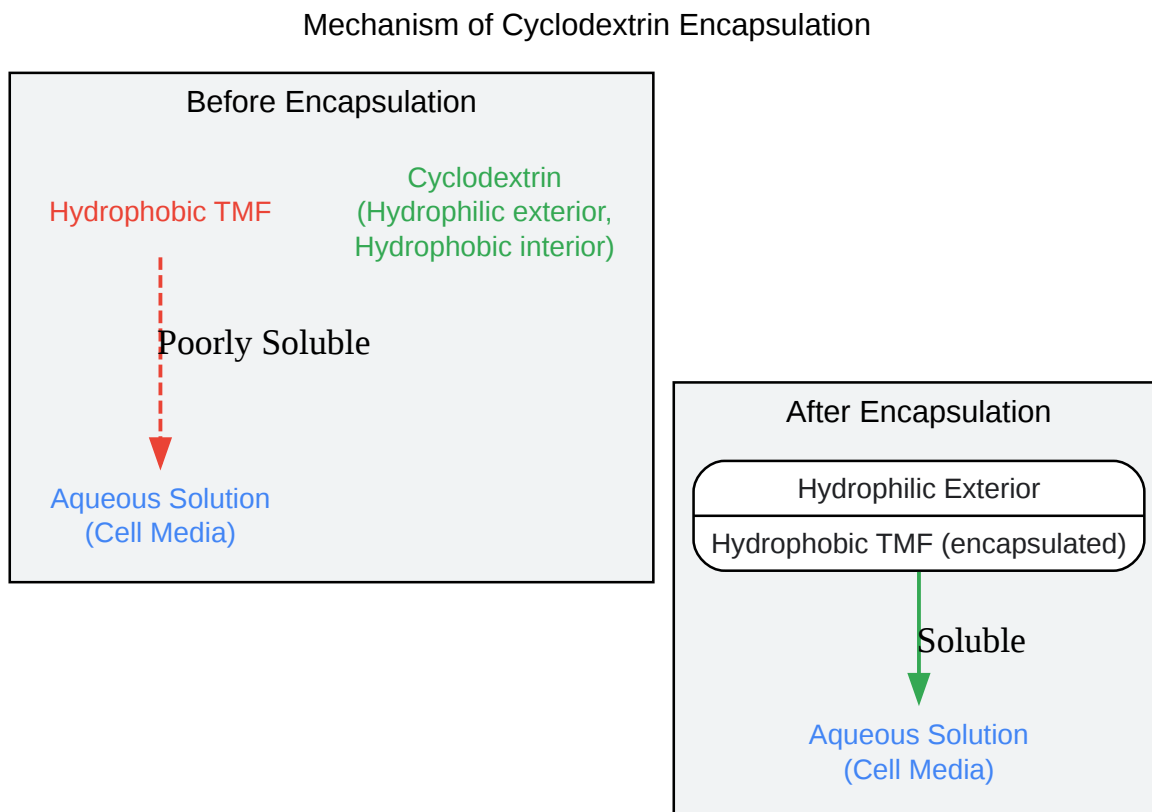 Mechanism of Cyclodextrin Encapsulation
Before Encapsulation
Hydrophobic TMF
Cyclodextrin
(Hydrophilic exterior,
Hydrophobic interior)
Poorly Soluble
Aqueous Solution
(Cell Media)
After Encapsulation
Hydrophilic Exterior
Hydrophobic TMF (encapsulated)
Soluble
Aqueous Solution
(Cell Media)